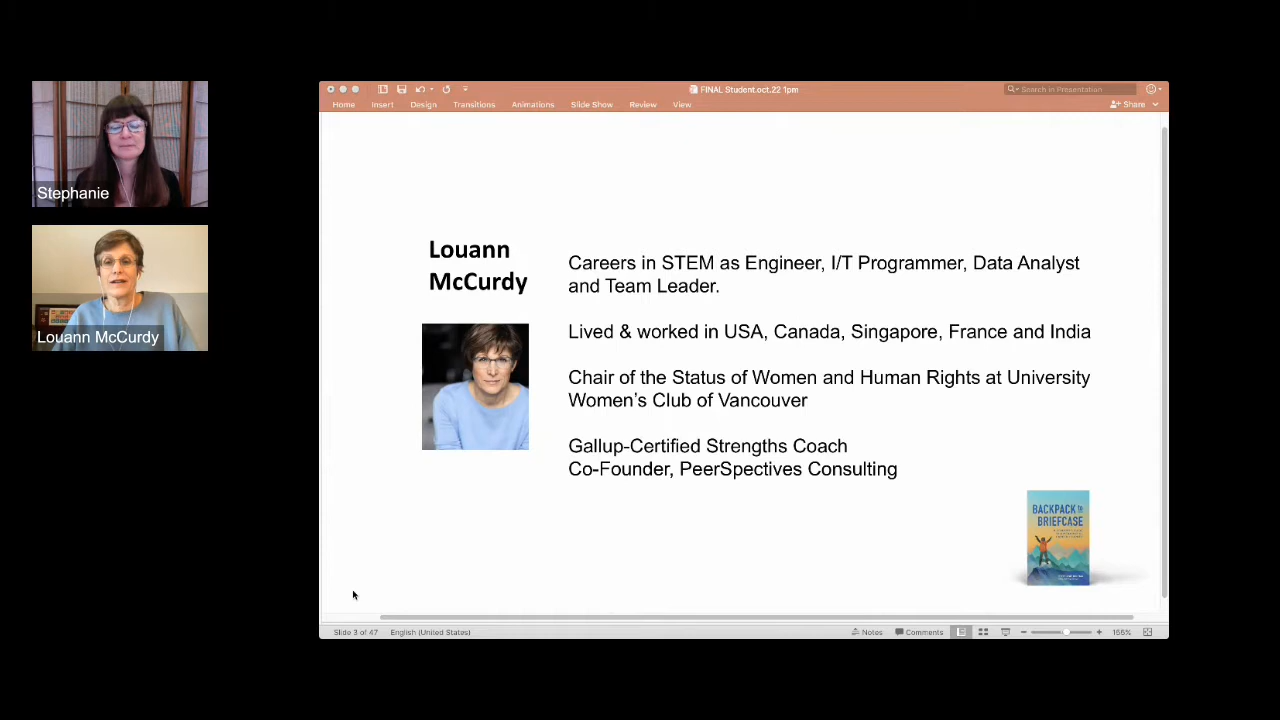 FINAL Student.oct.22 1pm
Search in Presentation
Home Insert Design Transitions Animations Slide Show Review View
Share
Stephanie
Louann McCurdy
Louann
McCurdy
Careers in STEM as Engineer, I/T Programmer, Data Analyst
and Team Leader.
Lived & worked in USA, Canada, Singapore, France and India
Chair of the Status of Women and Human Rights at University
Women’s Club of Vancouver
Gallup-Certified Strengths Coach
Co-Founder, PeerSpectives Consulting
BACKPACK to
BRIEFCASE
Slide 3 of 47 English (United States)
Notes Comments